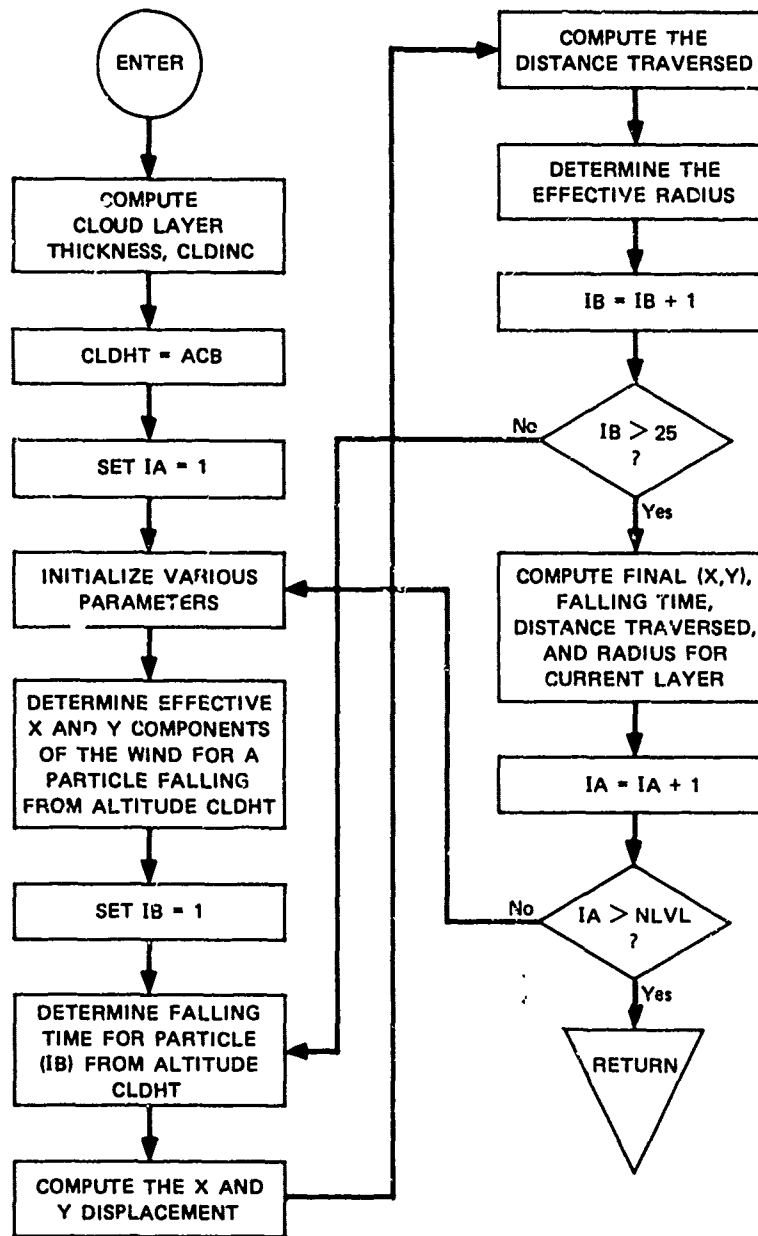 ENTER
COMPUTE
CLOUD LAYER
THICKNESS, CLDINC
CLDHT = ACB
SET IA = 1
INITIALIZE VARIOUS
PARAMETERS
DETERMINE EFFECTIVE
X AND Y COMPONENTS
OF THE WIND FOR A
PARTICLE FALLING
FROM ALTITUDE CLDHT
SET IB = 1
DETERMINE FALLING
TIME FOR PARTICLE
(IB) FROM ALTITUDE
CLDHT
COMPUTE THE X AND
Y DISPLACEMENT
COMPUTE THE
DISTANCE TRAVERSED
DETERMINE THE
EFFECTIVE RADIUS
IB = IB + 1
IB > 25
?
No
Yes
COMPUTE FINAL (X,Y),
FALLING TIME,
DISTANCE TRAVERSED,
AND RADIUS FOR
CURRENT LAYER
IA = IA + 1
IA > NLVL
?
No
Yes
RETURN